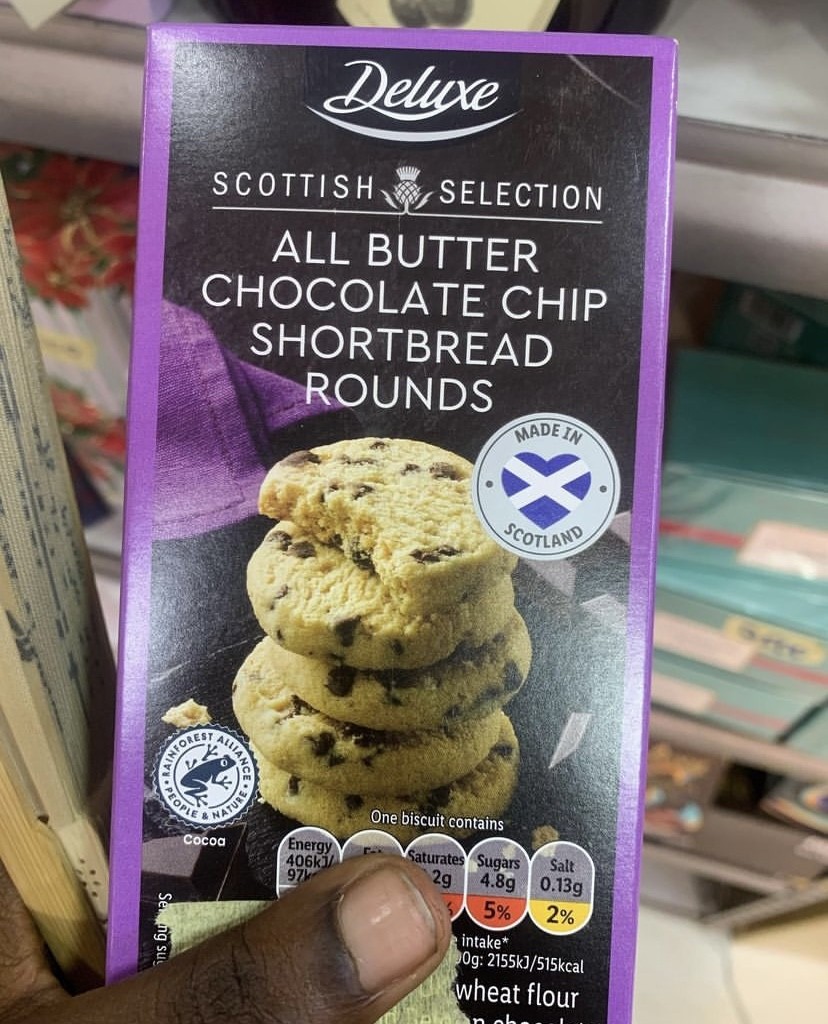 Deluxe
SCOTTISH SELECTION
ALL BUTTER
CHOCOLATE CHIP
SHORTBREAD
ROUNDS
MADE IN
SCOTLAND
RAINFOREST ALLIANCE
PEOPLE & NATURE
Cocoa
One biscuit contains
Energy Saturates Sugars Salt
406kJ/ 2g 4.8g 0.13g
5% 2%
intake*
00g: 2155kJ/515kcal
wheat flour